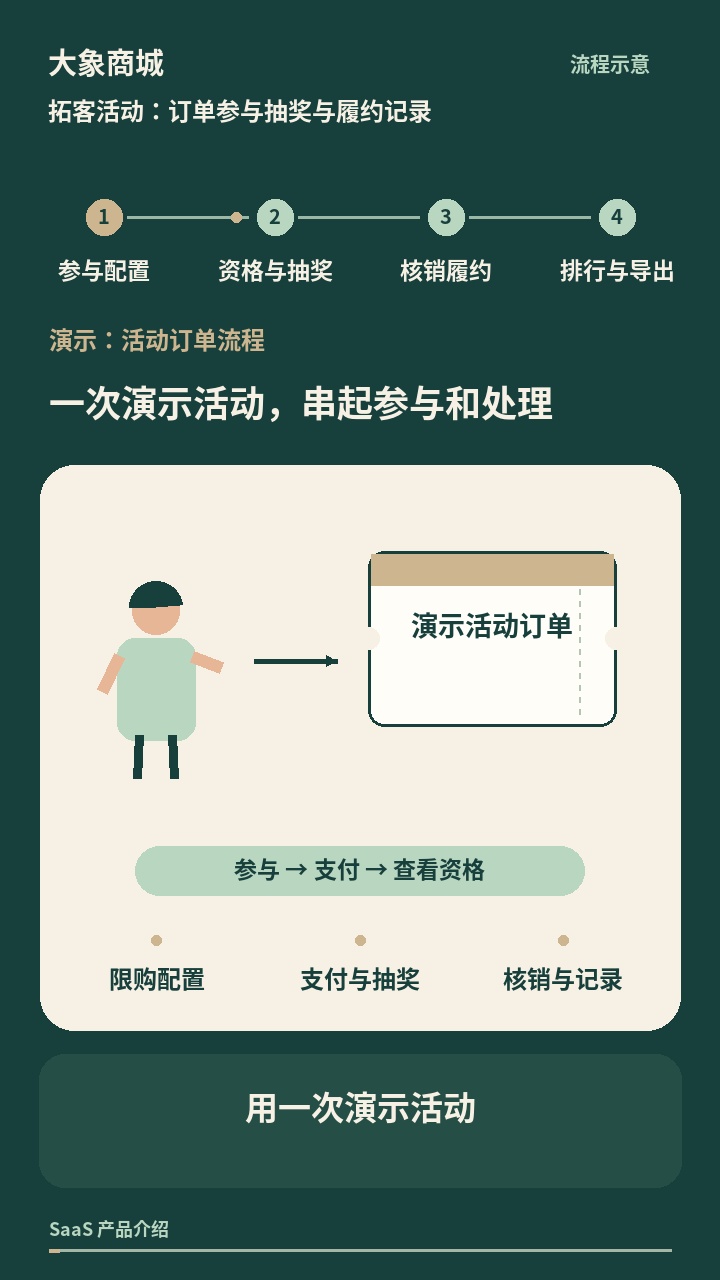 大象商城
流程示意
拓客活动：订单参与抽奖与履约记录
1
2
3
4
参与配置
资格与抽奖
核销履约
排行与导出
演示：活动订单流程
一次演示活动，串起参与和处理
演示活动订单
参与 → 支付 → 查看资格
限购配置
支付与抽奖
核销与记录
用一次演示活动
SaaS 产品介绍